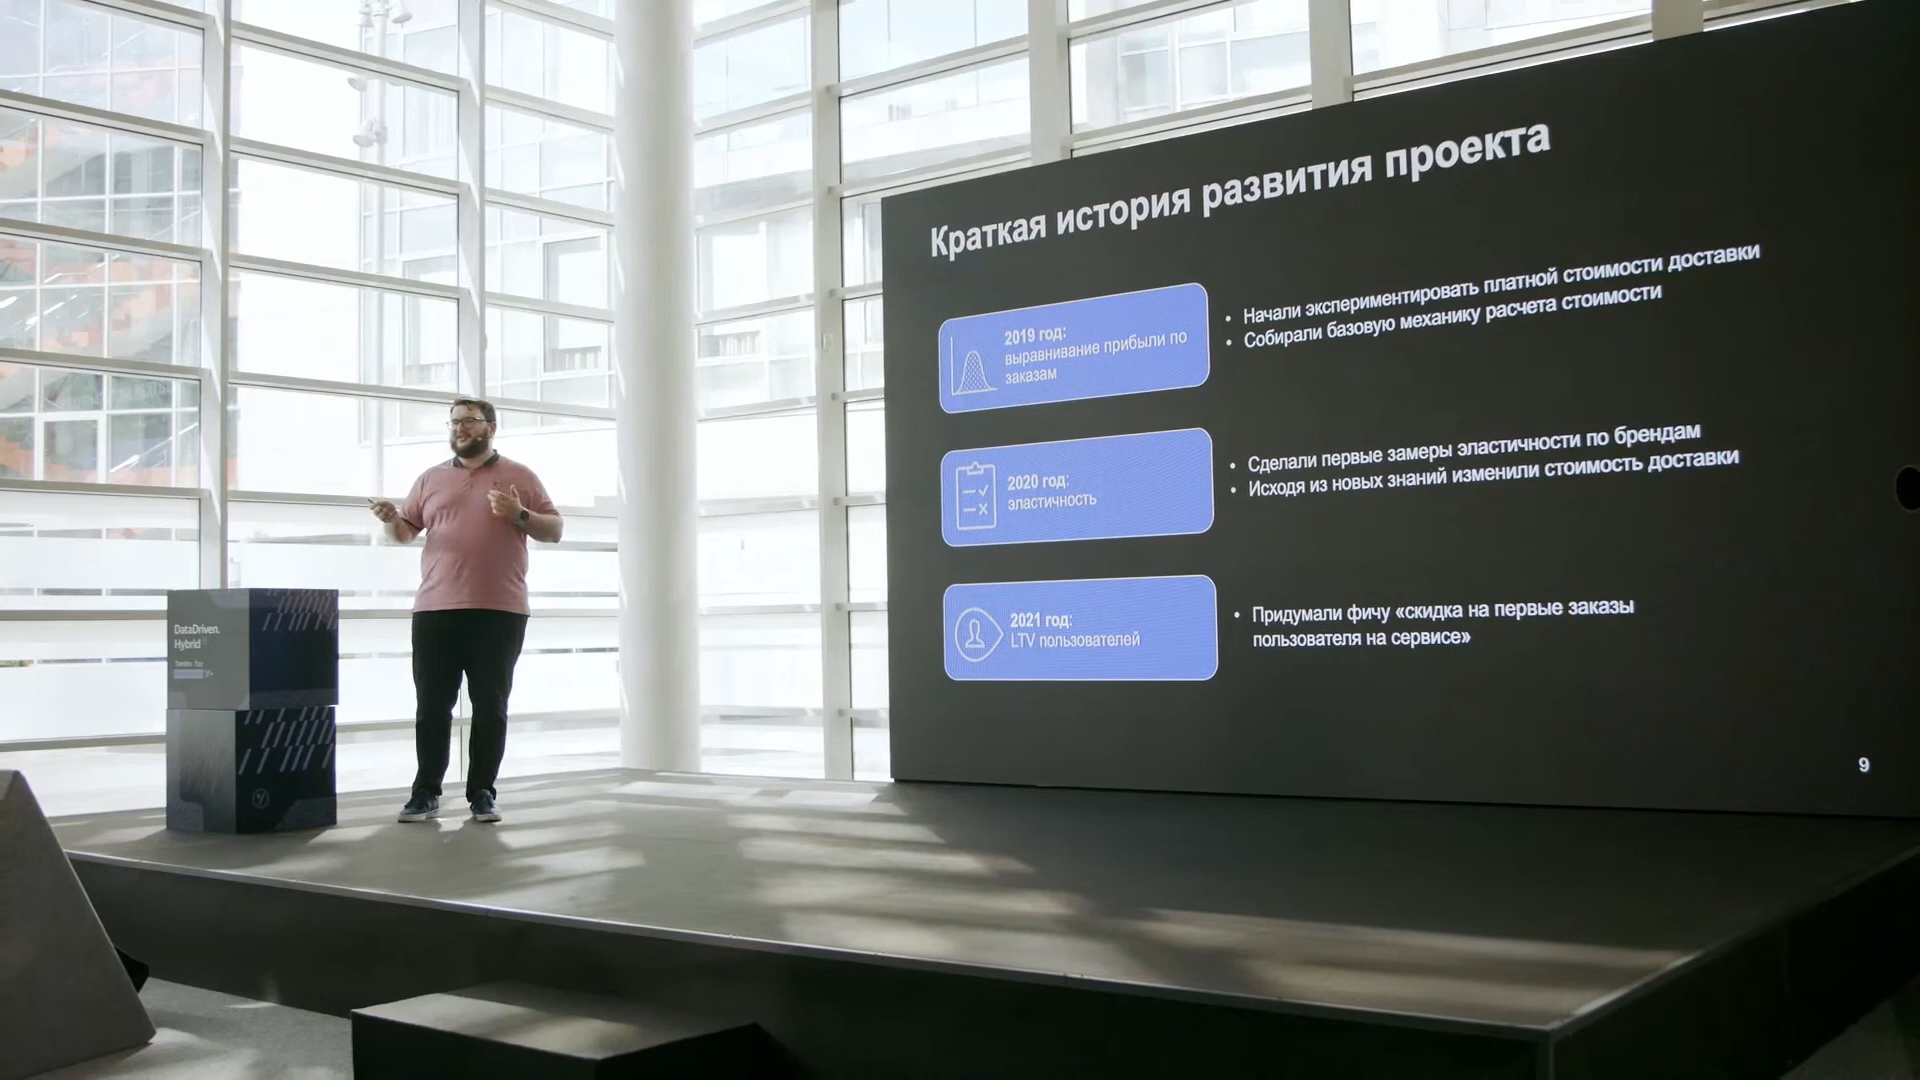 Краткая история развития проекта
2019 год:
выравнивание прибыли по
заказам
• Начали экспериментировать платной стоимости доставки
• Собирали базовую механику расчета стоимости
2020 год:
эластичность
• Сделали первые замеры эластичности по брендам
• Исходя из новых знаний изменили стоимость доставки
2021 год:
LTV пользователей
• Придумали фичу «скидка на первые заказы
пользователя на сервисе»
9
DataDriven.
Hybrid